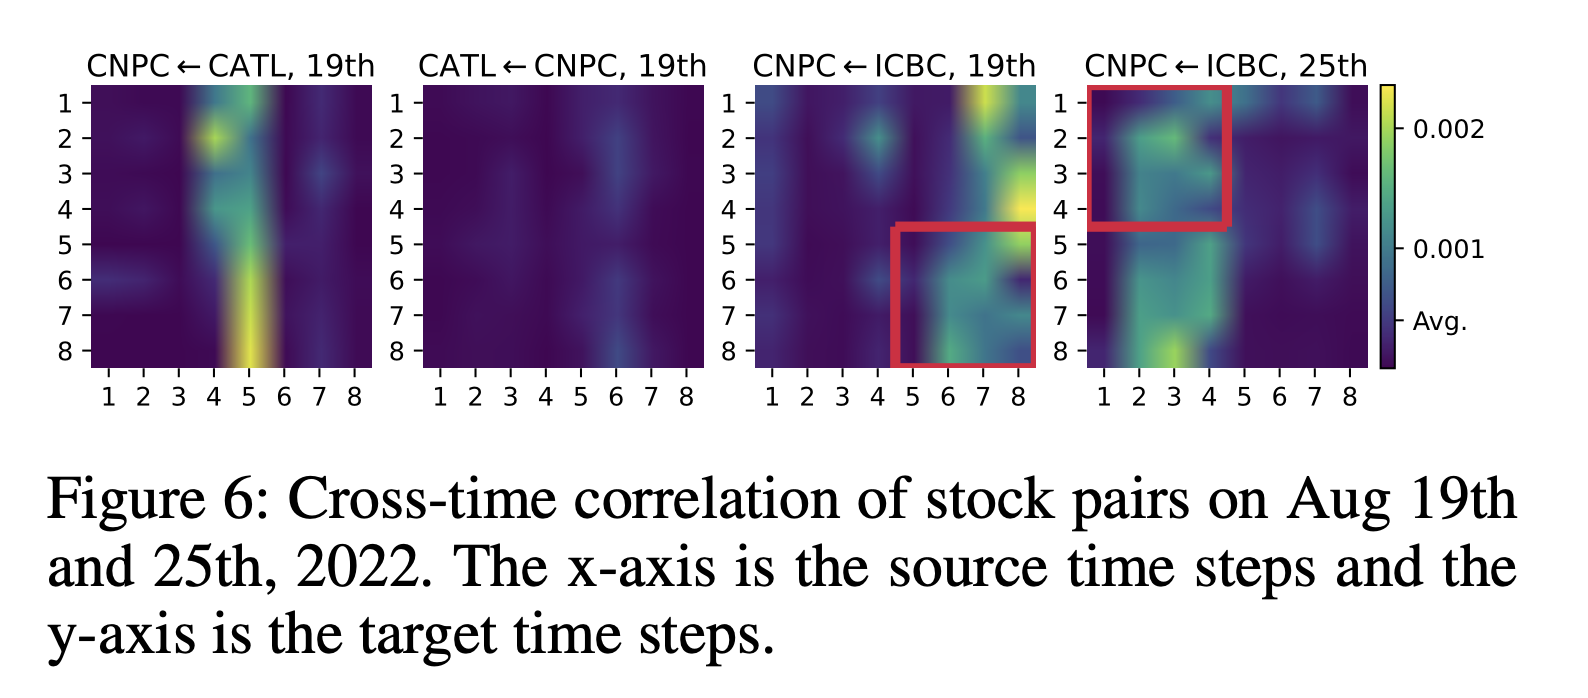 CNPC←CATL, 19th
CATL←CNPC, 19th
CNPC←ICBC, 19th
CNPC←ICBC, 25th
1
2
3
4
5
6
7
8
1 2 3 4 5 6 7 8
1
2
3
4
5
6
7
8
1 2 3 4 5 6 7 8
1
2
3
4
5
6
7
8
1 2 3 4 5 6 7 8
1
2
3
4
5
6
7
8
1 2 3 4 5 6 7 8
0.002
0.001
Avg.
Figure 6: Cross-time correlation of stock pairs on Aug 19th
and 25th, 2022. The x-axis is the source time steps and the
y-axis is the target time steps.